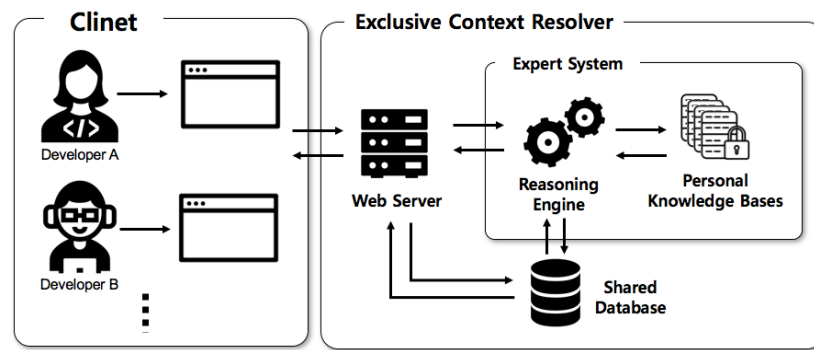 Clinet
Exclusive Context Resolver
Expert System
</>
Developer A
Web Server
Reasoning
Engine
Personal
Knowledge Bases
Developer B
Shared
Database